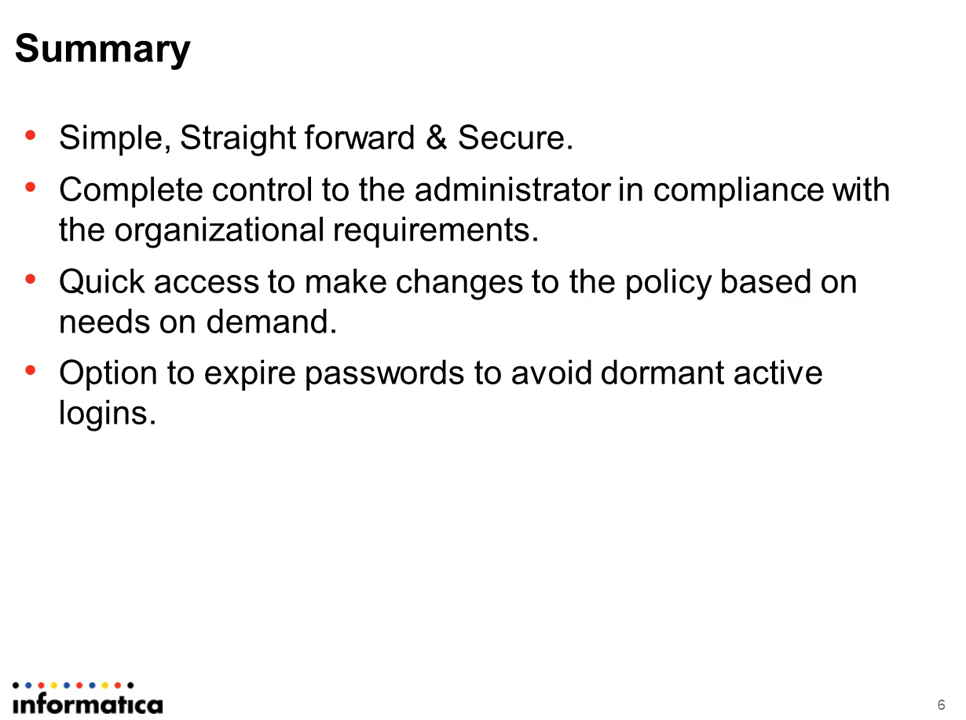 Summary
• Simple, Straight forward & Secure.
• Complete control to the administrator in compliance with
the organizational requirements.
• Quick access to make changes to the policy based on
needs on demand.
• Option to expire passwords to avoid dormant active
logins.
informatica
6